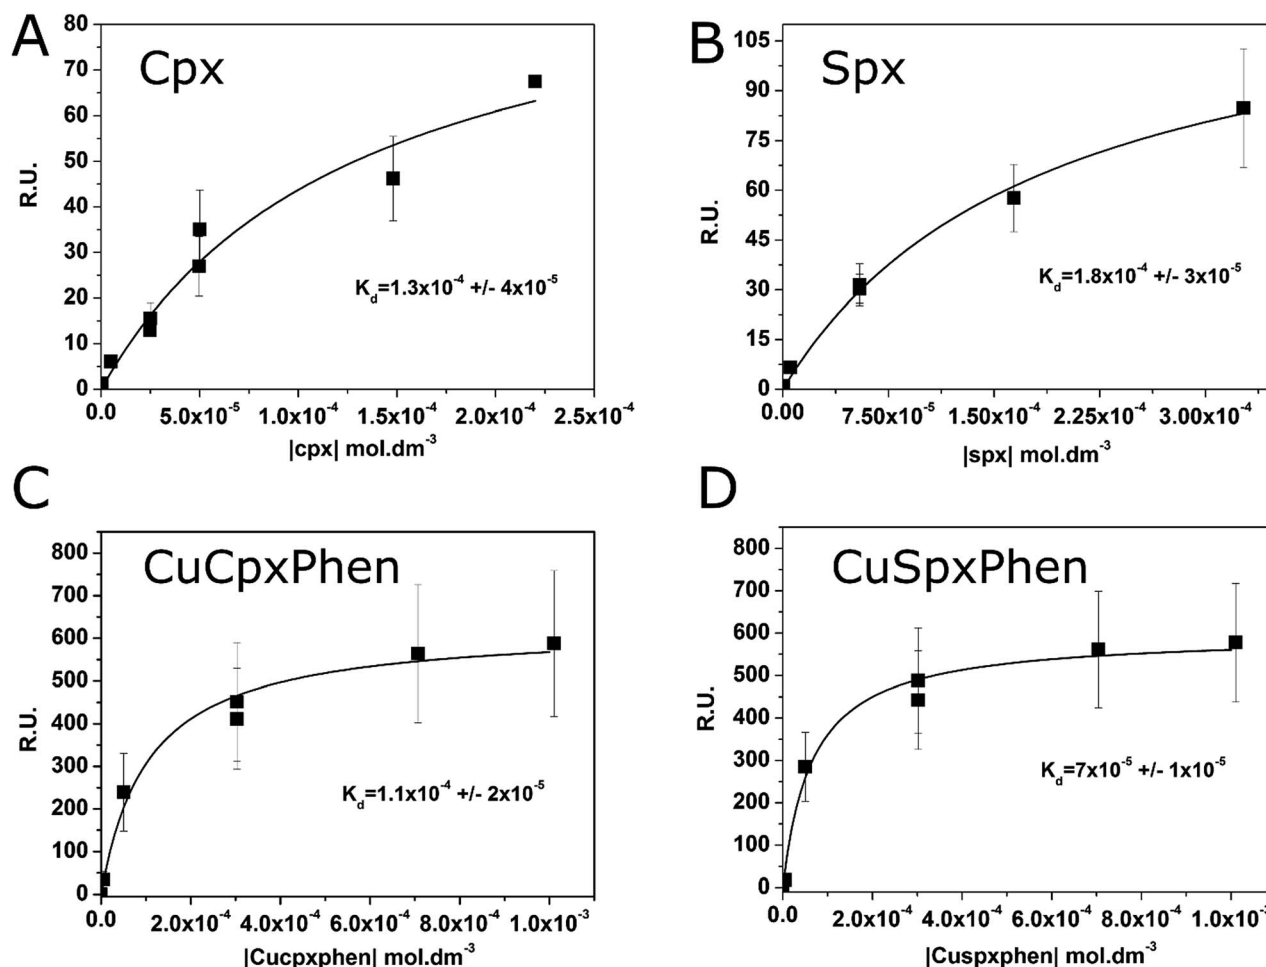 A
Cpx
80
70
60
50
40
30
20
10
0
R.U.
K_d=1.3x10^-4 +/- 4x10^-5
0.0 5.0x10^-5 1.0x10^-4 1.5x10^-4 2.0x10^-4 2.5x10^-4
|cpx| mol.dm^-3
B
Spx
105
90
75
60
45
30
15
0
R.U.
K_d=1.8x10^-4 +/- 3x10^-5
0.00 7.50x10^-5 1.50x10^-4 2.25x10^-4 3.00x10^-4
|spx| mol.dm^-3
C
CuCpxPhen
800
700
600
500
400
300
200
100
0
R.U.
K_d=1.1x10^-4 +/- 2x10^-5
0.0 2.0x10^-4 4.0x10^-4 6.0x10^-4 8.0x10^-4 1.0x10^-3
|Cucpxphen| mol.dm^-3
D
CuSpxPhen
800
700
600
500
400
300
200
100
0
R.U.
K_d=7x10^-5 +/- 1x10^-5
0.0 2.0x10^-4 4.0x10^-4 6.0x10^-4 8.0x10^-4 1.0x10^-3
|Cuspxphen| mol.dm^-3